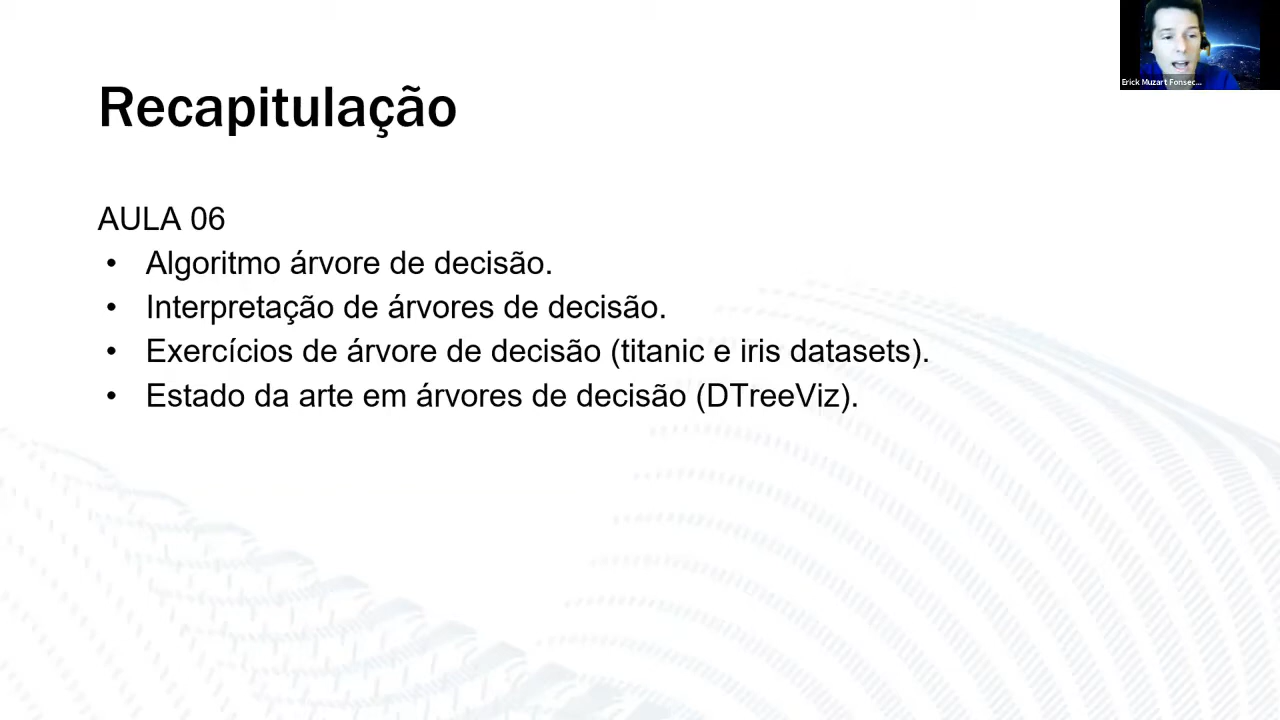 Erick Muzart Fonsec...
Recapitulação
AULA 06
• Algoritmo árvore de decisão.
• Interpretação de árvores de decisão.
• Exercícios de árvore de decisão (titanic e iris datasets).
• Estado da arte em árvores de decisão (DTreeViz).